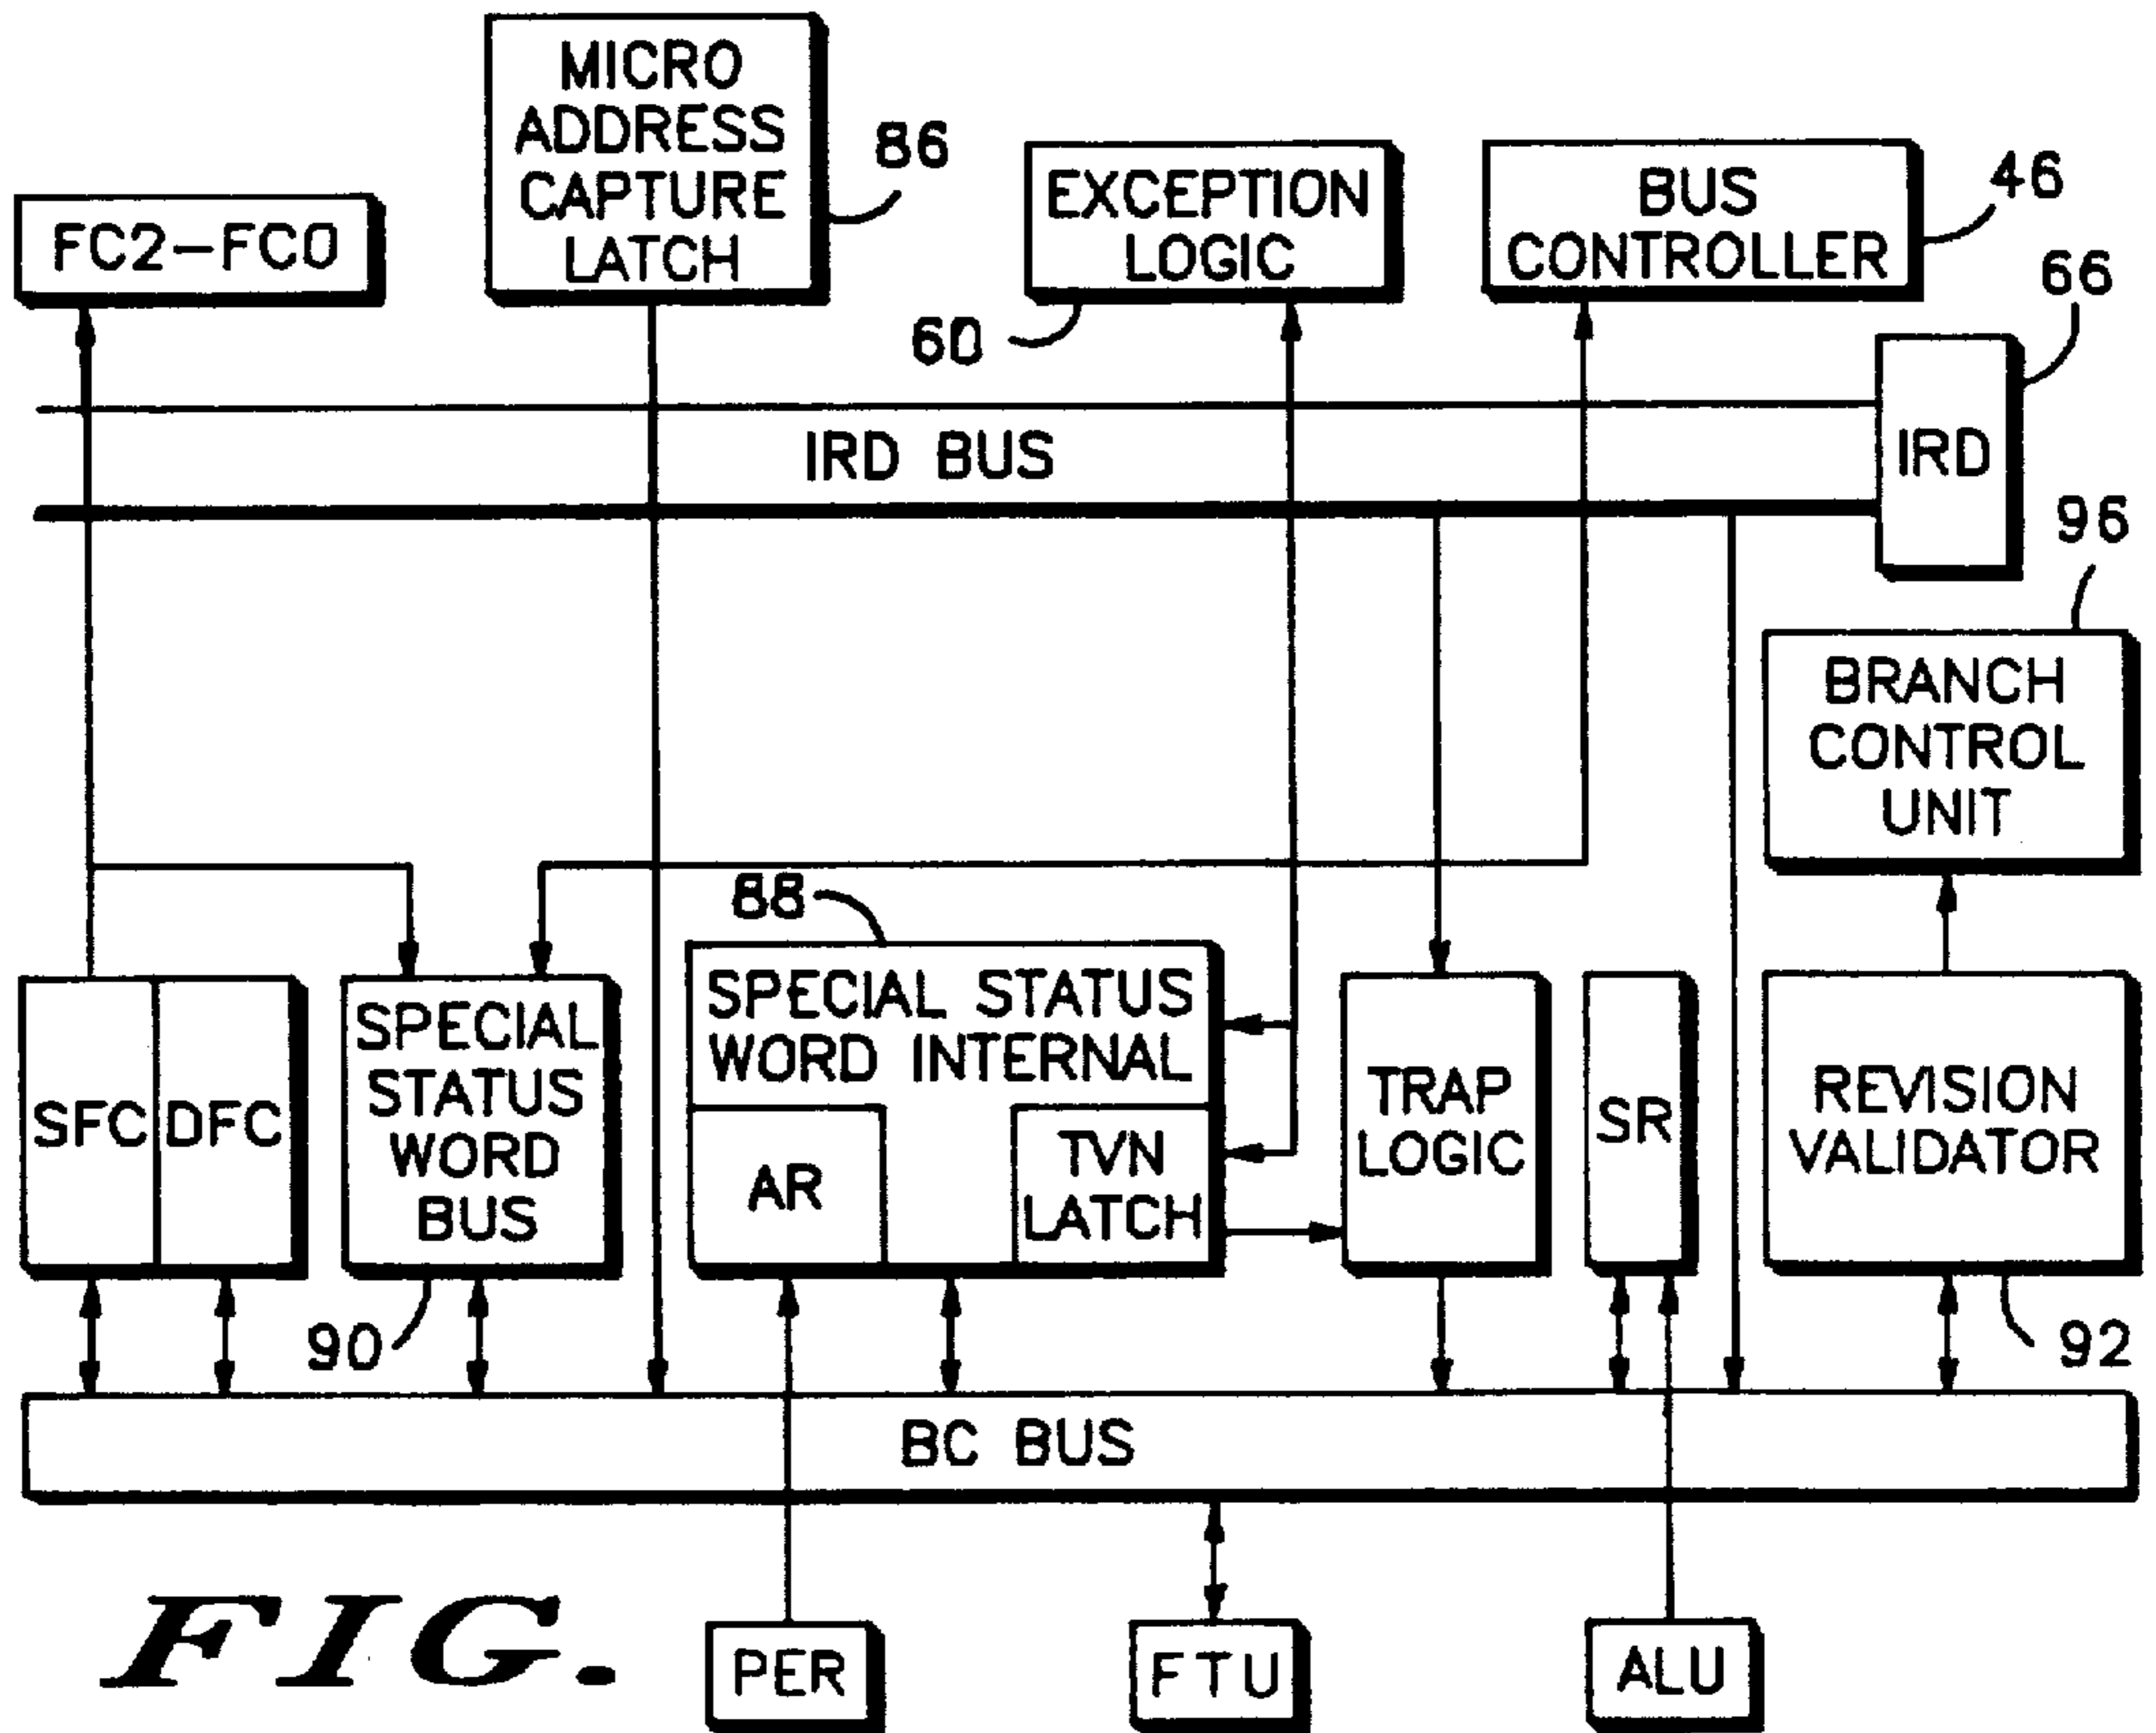 MICRO
ADDRESS
CAPTURE
LATCH
86
FC2-FC0
EXCEPTION
LOGIC
60
BUS
CONTROLLER
46
66
IRD BUS
IRD
96
BRANCH
CONTROL
UNIT
88
SFC
DFC
SPECIAL
STATUS
WORD
BUS
90
SPECIAL STATUS
WORD INTERNAL
AR
TVN
LATCH
TRAP
LOGIC
SR
REVISION
VALIDATOR
92
BC BUS
FIG.
PER
FTU
ALU